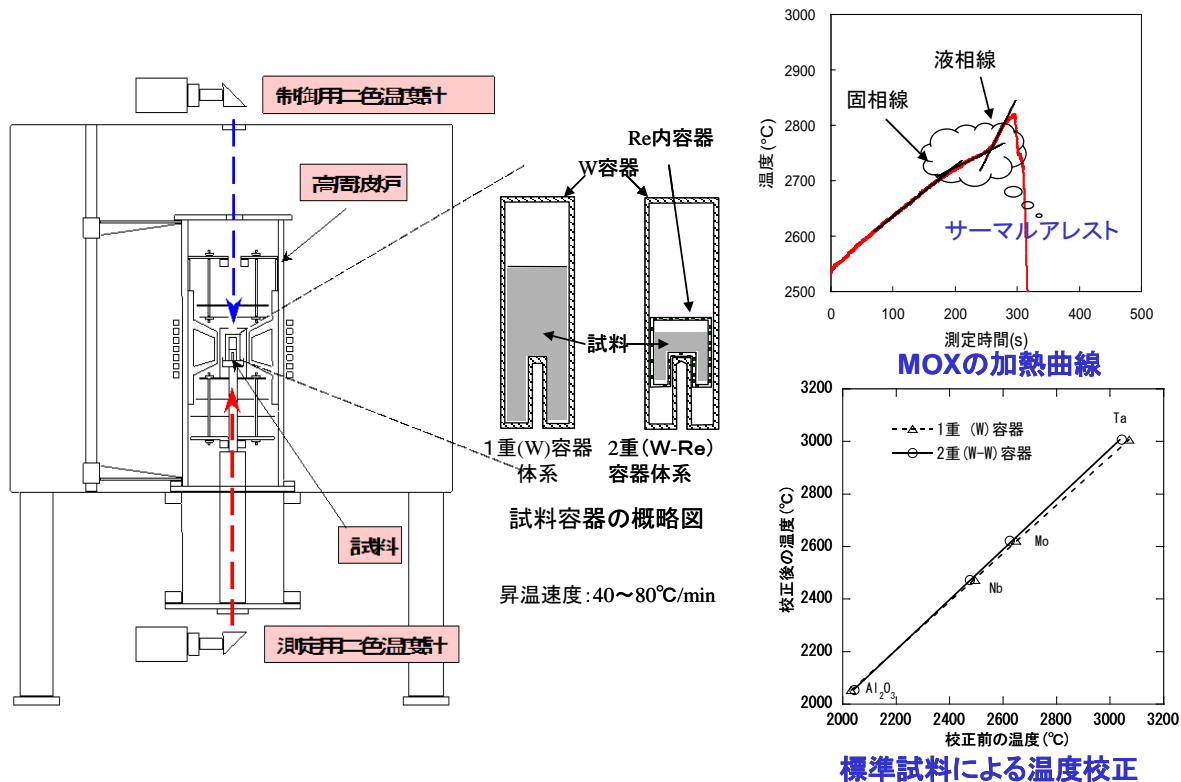 制御用二色温度計
高周波炉
試料
測定用二色温度計
Re内容器
W容器
試料
1重(W)容器
体系
2重(W-Re)
容器体系
試料容器の概略図
昇温速度:40～80℃/min
3000
2900
2800
2700
2600
2500
温度(℃)
液相線
固相線
サーマルアレスト
0 100 200 300 400 500
測定時間(s)
MOXの加熱曲線
3200
3000
2800
2600
2400
2200
2000
校正後の温度(℃)
1重 (W)容器
2重(W-W)容器
Ta
Mo
Nb
Al₂O₃
2000 2200 2400 2600 2800 3000 3200
校正前の温度(℃)
標準試料による温度校正